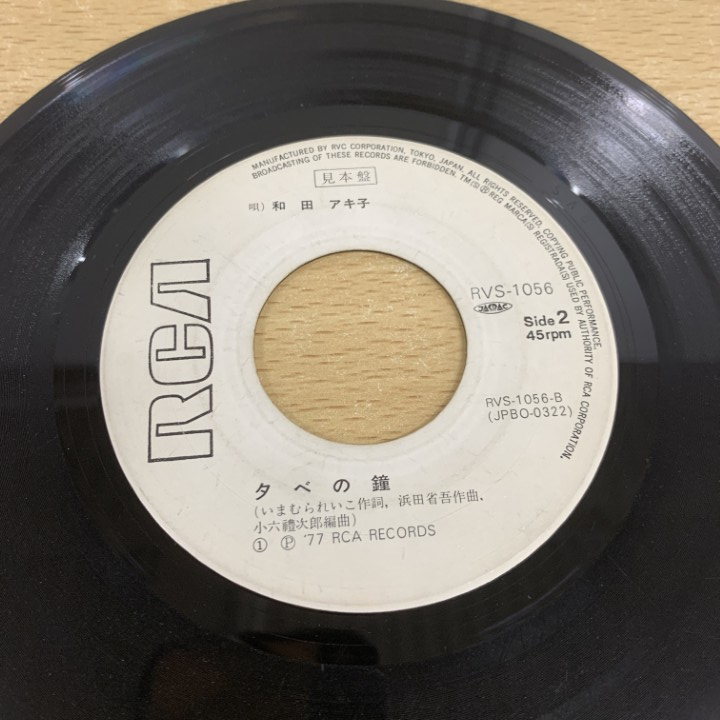 MANUFACTURED BY RVC CORPORATION, TOKYO, JAPAN. ALL RIGHTS RESERVED. COPYING PUBLIC PERFORMANCE,
BROADCASTING OF THESE RECORDS ARE FORBIDDEN. TM(S) ® REG MARCA(S) REGISTRADA(S) USED BY AUTHORITY OF RCA CORPORATION.
見本盤
唄) 和田 アキ子
RCA
RVS-1056
JASRAC
Side 2
45rpm
RVS-1056-B
(JPBO-0322)
夕べの鐘
(いまむられいこ作詞, 浜田省吾作曲,
小六禮次郎編曲)
① Ⓟ '77 RCA RECORDS